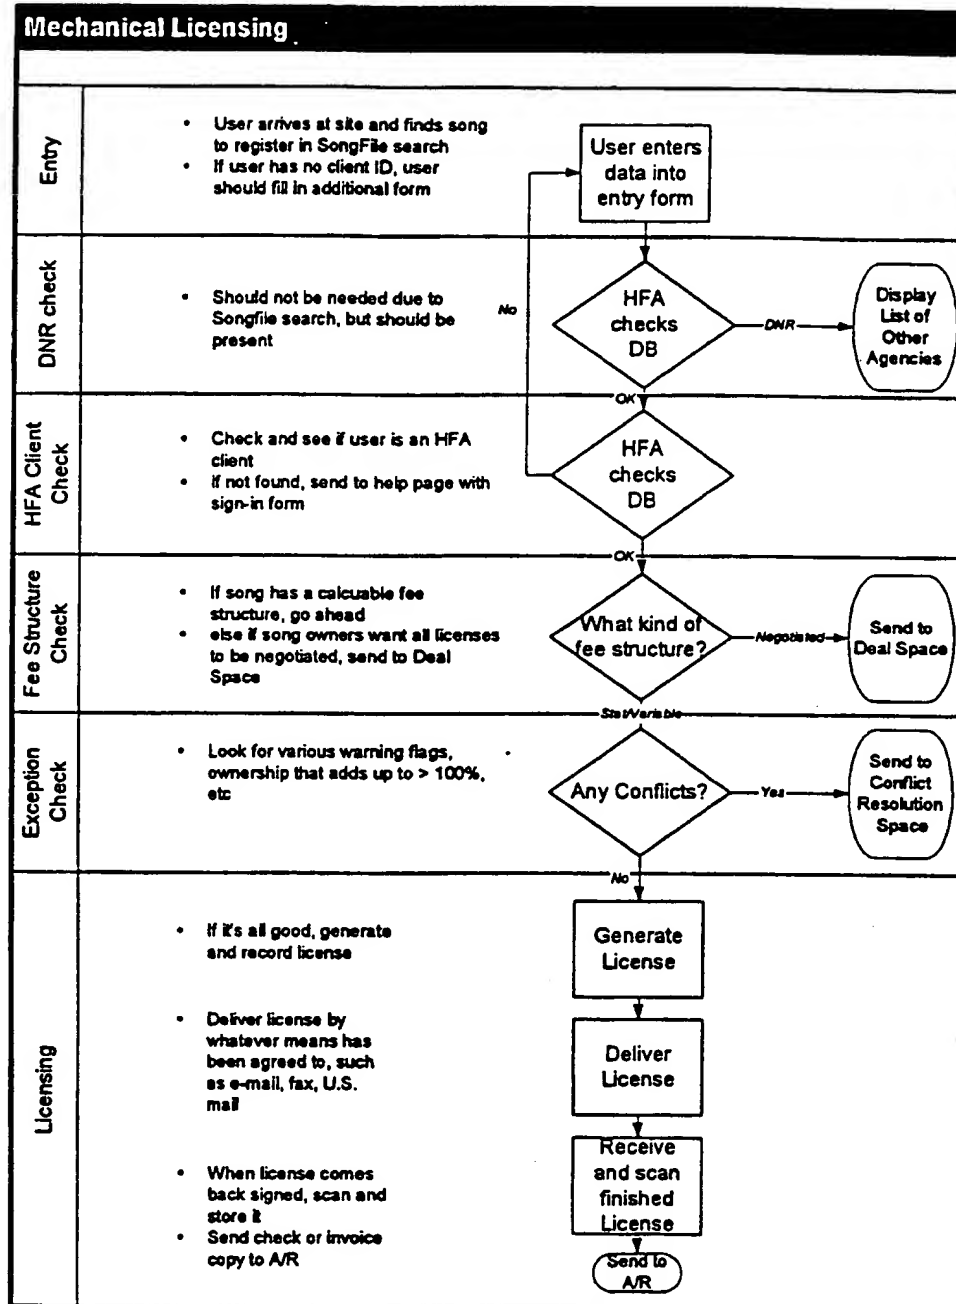 Mechanical Licensing
Entry
• User arrives at site and finds song
to register in SongFile search
• If user has no client ID, user
should fill in additional form
User enters
data into
entry form
DNR check
• Should not be needed due to
Songfile search, but should be
present
No
HFA
checks
DB
DNR
Display
List of
Other
Agencies
OK
HFA Client
Check
• Check and see if user is an HFA
client
• If not found, send to help page with
sign-in form
HFA
checks
DB
OK
Fee Structure
Check
• If song has a calcuable fee
structure, go ahead
• else if song owners want all licenses
to be negotiated, send to Deal
Space
What kind of
fee structure?
Negotiated
Send to
Deal Space
Stat/Variable
Exception
Check
• Look for various warning flags,
ownership that adds up to > 100%,
etc
Any Conflicts?
Yes
Send to
Conflict
Resolution
Space
No
Licensing
• If it's all good, generate
and record license
Generate
License
• Deliver license by
whatever means has
been agreed to, such
as e-mail, fax, U.S.
mail
Deliver
License
• When license comes
back signed, scan and
store it
• Send check or invoice
copy to A/R
Receive
and scan
finished
License
Send to
A/R